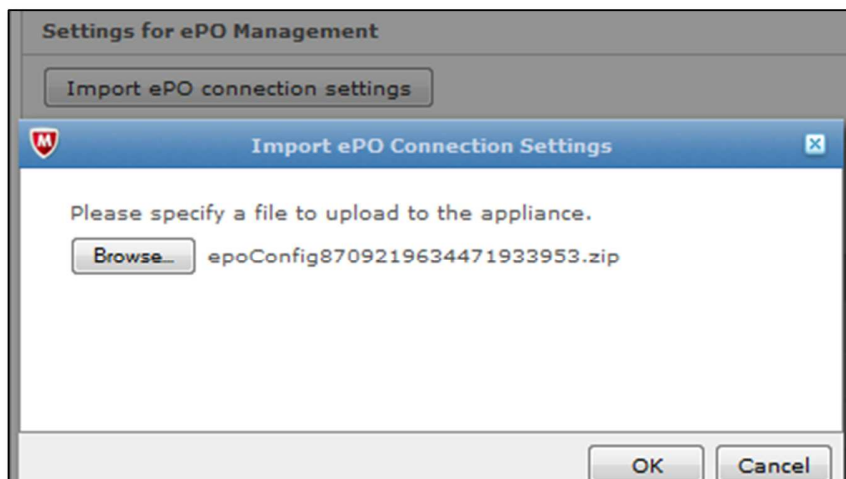 Settings for ePO Management
Import ePO connection settings
Import ePO Connection Settings
Please specify a file to upload to the appliance.
Browse... epoConfig8709219634471933953.zip
OK Cancel